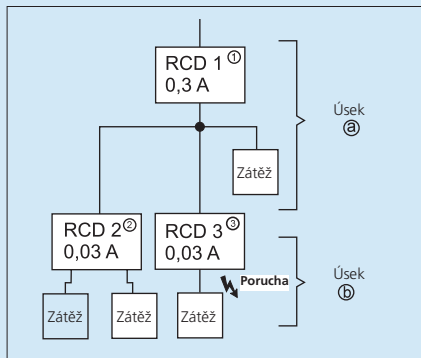 RCD 1 ①
0,3 A
Úsek
ⓐ
Zátěž
RCD 2 ②
0,03 A
RCD 3 ③
0,03 A
Porucha
Úsek
ⓑ
Zátěž
Zátěž
Zátěž